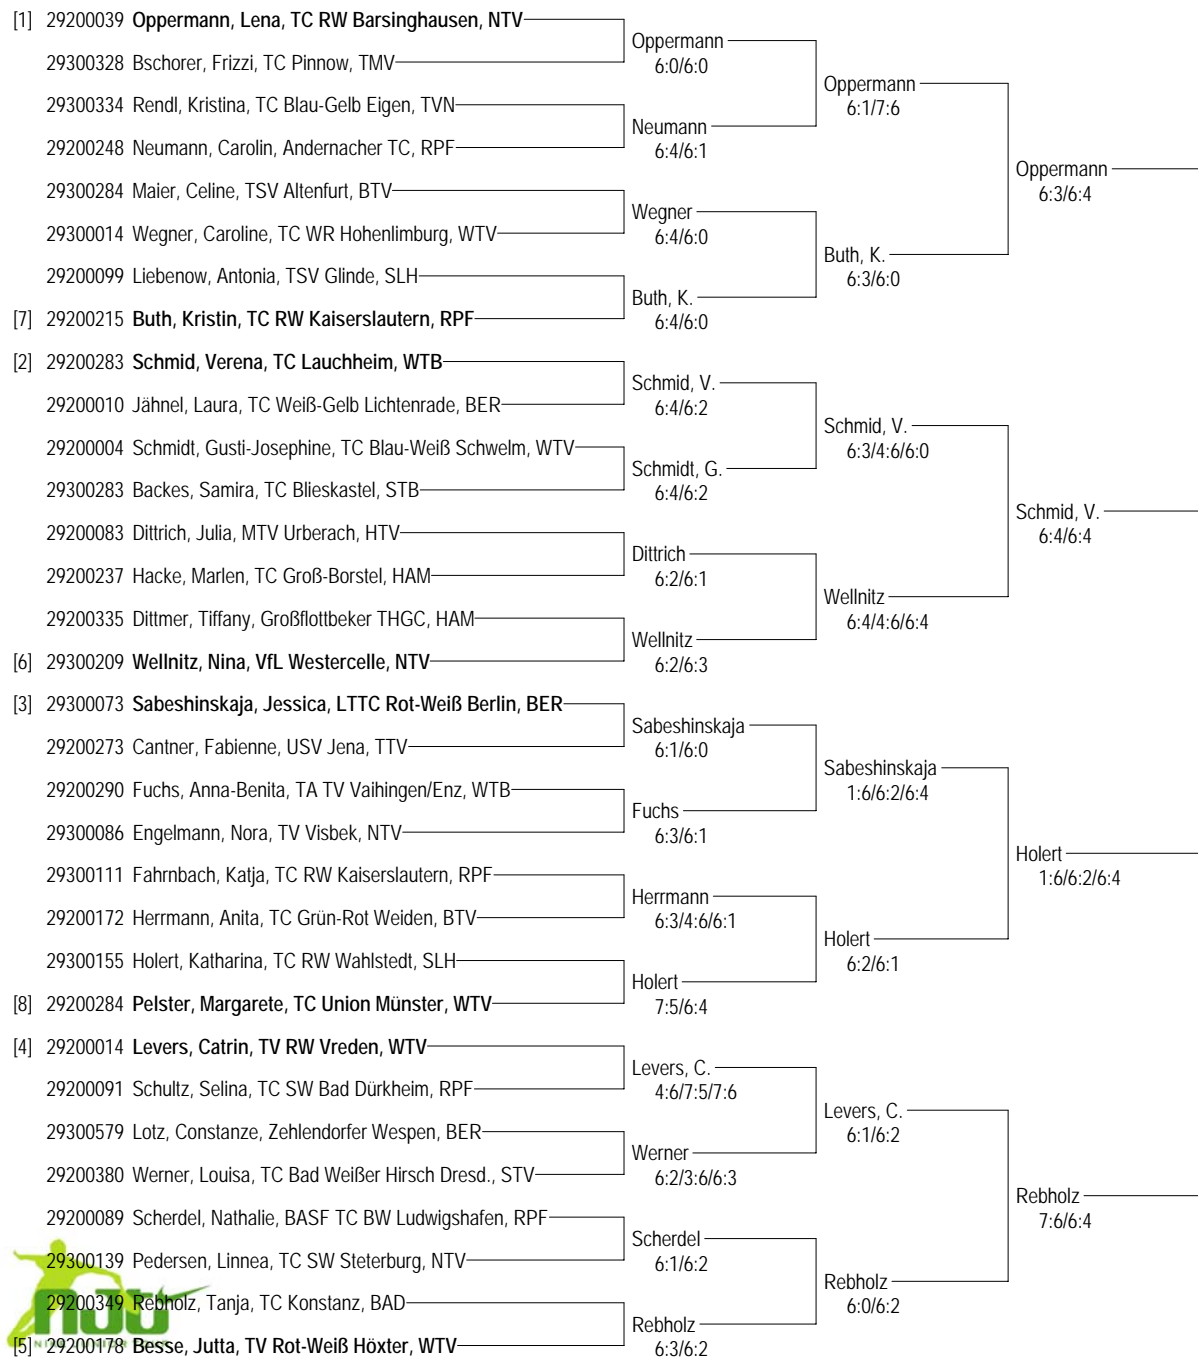 [1] 29200039 Oppermann, Lena, TC RW Barsinghausen, NTV
Oppermann
6:0/6:0
29300328 Bschorer, Frizzi, TC Pinnow, TMV
Oppermann
6:1/7:6
29300334 Rendl, Kristina, TC Blau-Gelb Eigen, TVN
Neumann
6:4/6:1
29200248 Neumann, Carolin, Andernacher TC, RPF
Oppermann
6:3/6:4
29300284 Maier, Celine, TSV Altenfurt, BTV
Wegner
6:4/6:0
29300014 Wegner, Caroline, TC WR Hohenlimburg, WTV
Buth, K.
6:3/6:0
29200099 Liebenow, Antonia, TSV Glinde, SLH
Buth, K.
6:4/6:0
[7] 29200215 Buth, Kristin, TC RW Kaiserslautern, RPF
[2] 29200283 Schmid, Verena, TC Lauchheim, WTB
Schmid, V.
6:4/6:2
29200010 Jähnel, Laura, TC Weiß-Gelb Lichtenrade, BER
Schmid, V.
6:3/4:6/6:0
29200004 Schmidt, Gusti-Josephine, TC Blau-Weiß Schwelm, WTV
Schmidt, G.
6:4/6:2
29300283 Backes, Samira, TC Blieskastel, STB
Schmid, V.
6:4/6:4
29200083 Dittrich, Julia, MTV Urberach, HTV
Dittrich
6:2/6:1
29200237 Hacke, Marlen, TC Groß-Borstel, HAM
Wellnitz
6:4/4:6/6:4
29200335 Dittmer, Tiffany, Großflottbeker THGC, HAM
Wellnitz
6:2/6:3
[6] 29300209 Wellnitz, Nina, VfL Westercelle, NTV
[3] 29300073 Sabeshinskaja, Jessica, LTTC Rot-Weiß Berlin, BER
Sabeshinskaja
6:1/6:0
29200273 Cantner, Fabienne, USV Jena, TTV
Sabeshinskaja
1:6/6:2/6:4
29200290 Fuchs, Anna-Benita, TA TV Vaihingen/Enz, WTB
Fuchs
6:3/6:1
29300086 Engelmann, Nora, TV Visbek, NTV
Holert
1:6/6:2/6:4
29300111 Fahrnbach, Katja, TC RW Kaiserslautern, RPF
Herrmann
6:3/4:6/6:1
29200172 Herrmann, Anita, TC Grün-Rot Weiden, BTV
Holert
6:2/6:1
29300155 Holert, Katharina, TC RW Wahlstedt, SLH
Holert
7:5/6:4
[8] 29200284 Pelster, Margarete, TC Union Münster, WTV
[4] 29200014 Levers, Catrin, TV RW Vreden, WTV
Levers, C.
4:6/7:5/7:6
29200091 Schultz, Selina, TC SW Bad Dürkheim, RPF
Levers, C.
6:1/6:2
29300579 Lotz, Constanze, Zehlendorfer Wespen, BER
Werner
6:2/3:6/6:3
29200380 Werner, Louisa, TC Bad Weißer Hirsch Dresd., STV
Rebholz
7:6/6:4
29200089 Scherdel, Nathalie, BASF TC BW Ludwigshafen, RPF
Scherdel
6:1/6:2
29300139 Pedersen, Linnea, TC SW Steterburg, NTV
Rebholz
6:0/6:2
29200349 Rebholz, Tanja, TC Konstanz, BAD
Rebholz
6:3/6:2
[5] 29200178 Besse, Jutta, TV Rot-Weiß Höxter, WTV